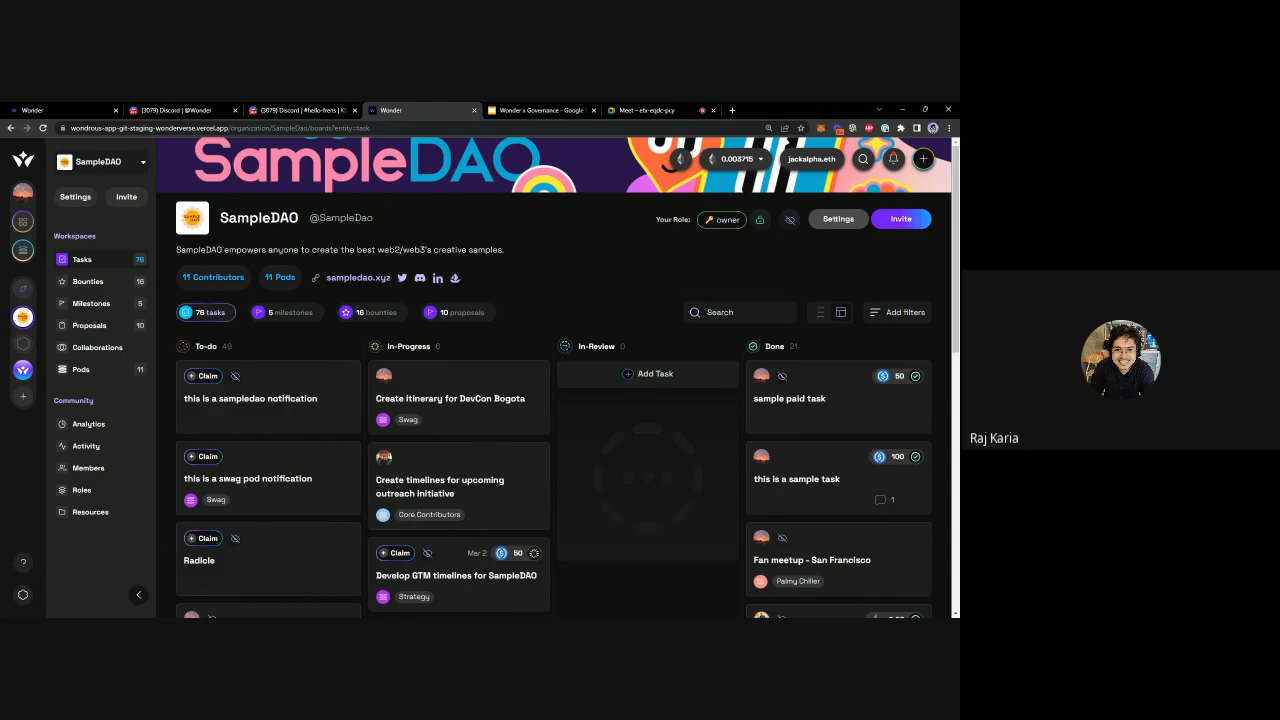 Wonder
(3079) Discord | @Wonder
(3079) Discord | #hello-frens | K
Wonder
Wonder x Governance - Google
Meet – etx-eqdc-pcy
wondrous-app-git-staging-wonderverse.vercel.app/organization/SampleDao/boards?entity=task
SampleDAO
SampleDAO
0.003715
jackalpha.eth
Settings
Invite
SampleDAO
@SampleDao
Your Role:
owner
Settings
Invite
SampleDAO empowers anyone to create the best web2/web3's creative samples.
11 Contributors
11 Pods
sampledao.xyz
76 tasks
5 milestones
16 bounties
10 proposals
Search
Add filters
Workspaces
Tasks 76
Bounties 16
Milestones 5
Proposals 10
Collaborations
Pods 11
Community
Analytics
Activity
Members
Roles
Resources
To-do 49
Claim
this is a sampledao notification
Claim
this is a swag pod notification
Swag
Claim
Radicle
In-Progress 6
Create itinerary for DevCon Bogota
Swag
Create timelines for upcoming
outreach initiative
Core Contributors
Claim
Mar 2
50
Develop GTM timelines for SampleDAO
Strategy
In-Review 0
Add Task
Done 21
50
sample paid task
100
this is a sample task
1
Fan meetup - San Francisco
Palmy Chiller
Raj Karia